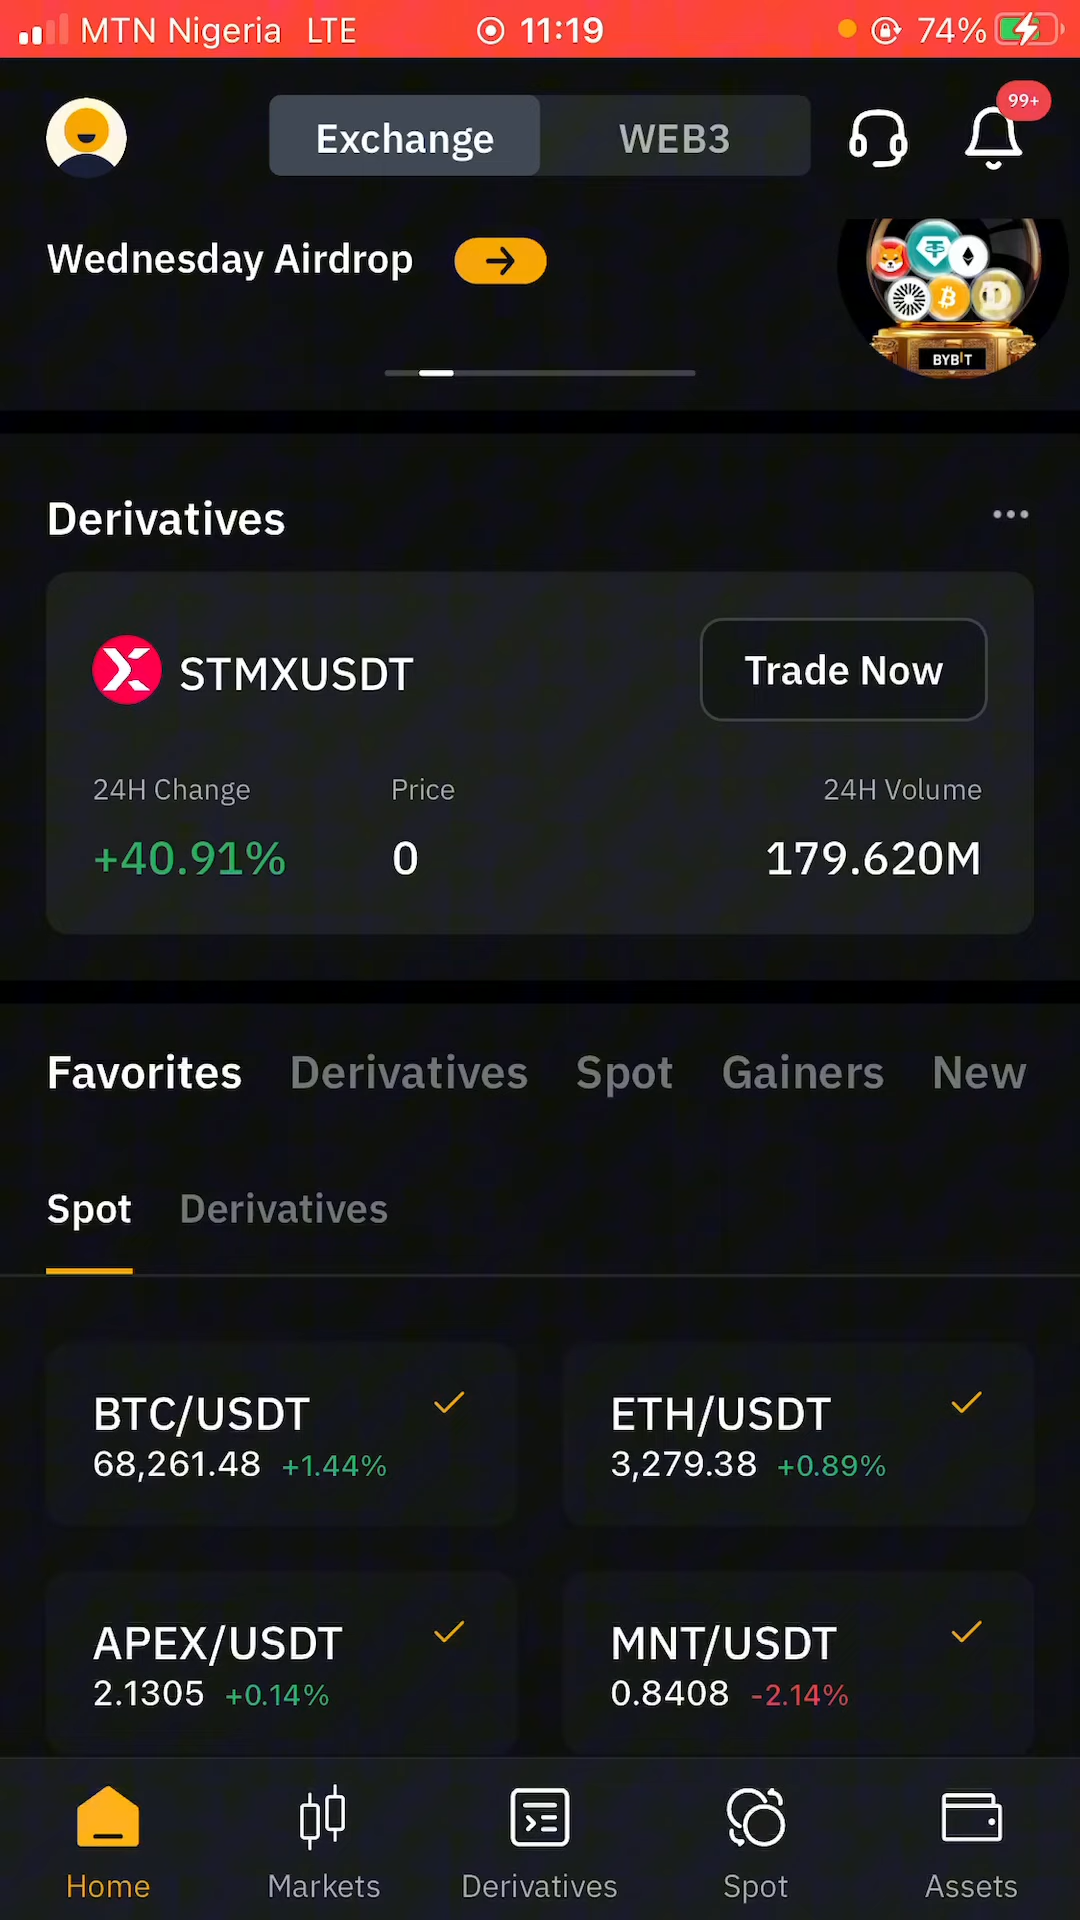 MTN Nigeria LTE 11:19 74%
Exchange WEB3 99+
Wednesday Airdrop
BYBIT
Derivatives
STMXUSDT Trade Now
24H Change Price 24H Volume
+40.91% 0 179.620M
Favorites Derivatives Spot Gainers New
Spot Derivatives
BTC/USDT ETH/USDT
68,261.48 +1.44% 3,279.38 +0.89%
APEX/USDT MNT/USDT
2.1305 +0.14% 0.8408 -2.14%
Home Markets Derivatives Spot Assets